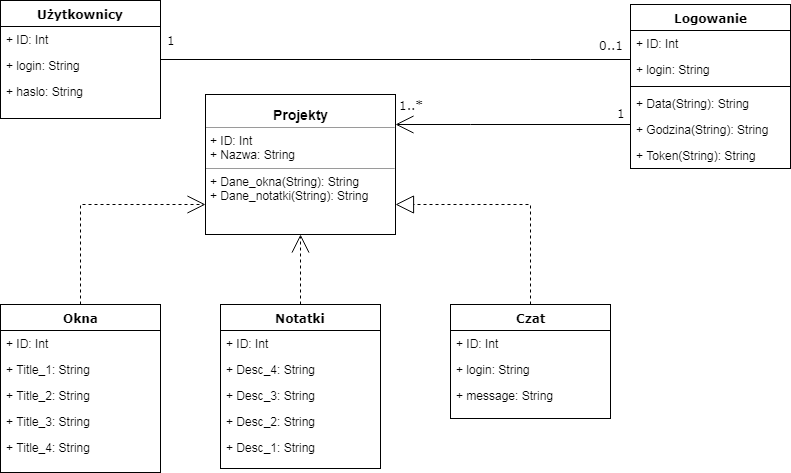 Użytkownicy
+ ID: Int
+ login: String
+ haslo: String
1
0..1
Logowanie
+ ID: Int
+ login: String
+ Data(String): String
+ Godzina(String): String
+ Token(String): String
1..*
1
Projekty
+ ID: Int
+ Nazwa: String
+ Dane_okna(String): String
+ Dane_notatki(String): String
Okna
+ ID: Int
+ Title_1: String
+ Title_2: String
+ Title_3: String
+ Title_4: String
Notatki
+ ID: Int
+ Desc_4: String
+ Desc_3: String
+ Desc_2: String
+ Desc_1: String
Czat
+ ID: Int
+ login: String
+ message: String